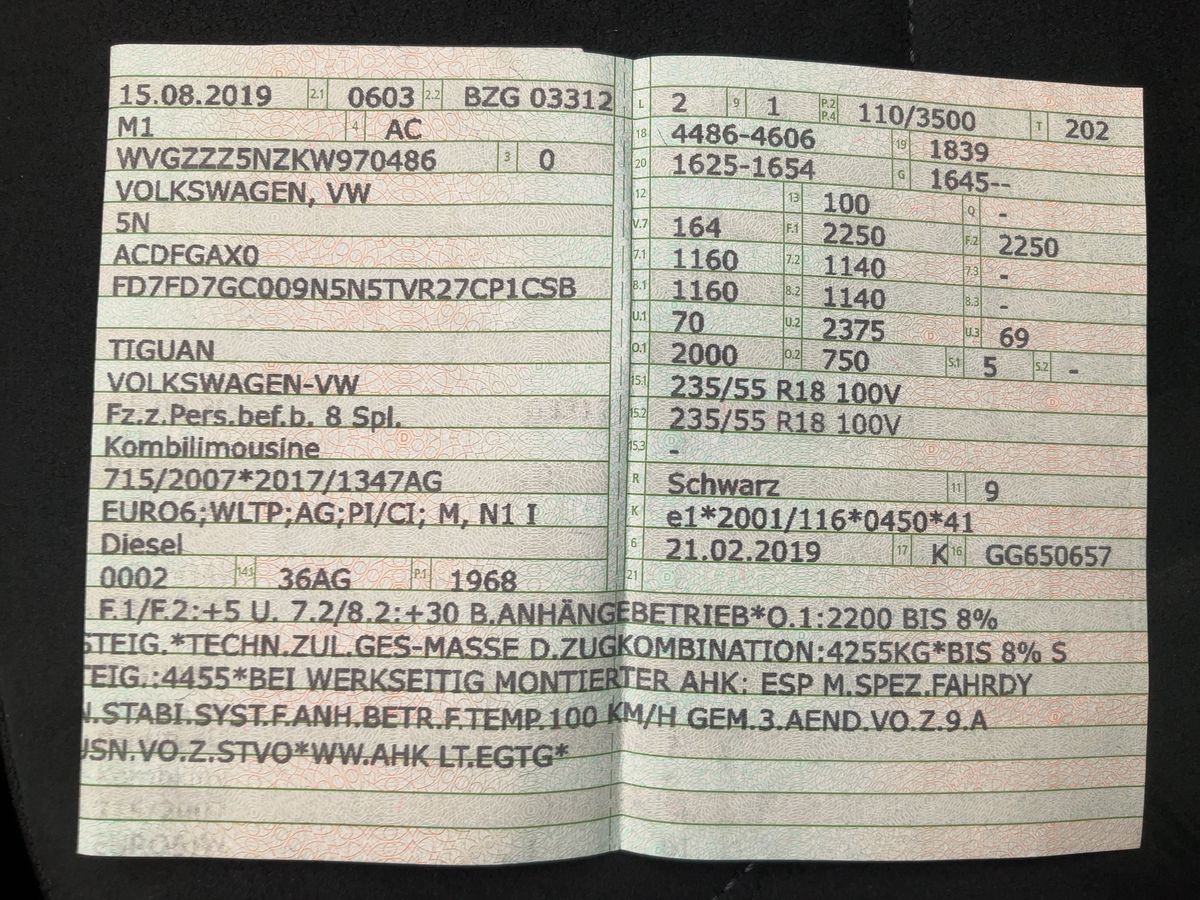 15.08.2019 2.1 0603 2.2 BZG 03312
M1 4 AC
WVGZZZ5NZKW970486 3 0
VOLKSWAGEN, VW
5N
ACDFGAX0
FD7FD7GC009N5N5TVR27CP1CSB
TIGUAN
VOLKSWAGEN-VW
Fz.z.Pers.bef.b. 8 Spl.
Kombilimousine
715/2007*2017/1347AG
EURO6;WLTP;AG;PI/CI; M, N1 I
Diesel
0002 14.1 36AG P.1 1968
L 2 9 1 P.2 P.4 110/3500 T 202
18 4486-4606 19 1839
20 1625-1654 G 1645--
12 13 100 Q -
V.7 164 F.1 2250 F.2 2250
7.1 1160 7.2 1140 7.3 -
8.1 1160 8.2 1140 8.3 -
U.1 70 U.2 2375 U.3 69
O.1 2000 O.2 750 S.1 5 S.2 -
15.1 235/55 R18 100V
15.2 235/55 R18 100V
15.3 -
R Schwarz 11 9
K e1*2001/116*0450*41
6 21.02.2019 17 K 16 GG650657
21
F.1/F.2:+5 U. 7.2/8.2:+30 B.ANHÄNGEBETRIEB*O.1:2200 BIS 8%
STEIG.*TECHN.ZUL.GES-MASSE D.ZUGKOMBINATION:4255KG*BIS 8% S
TEIG.:4455*BEI WERKSEITIG MONTIERTER AHK: ESP M.SPEZ.FAHRDY
N.STABI.SYST.F.ANH.BETR.F.TEMP.100 KM/H GEM.3.AEND.VO.Z.9.A
USN.VO.Z.STVO*WW.AHK LT.EGTG*